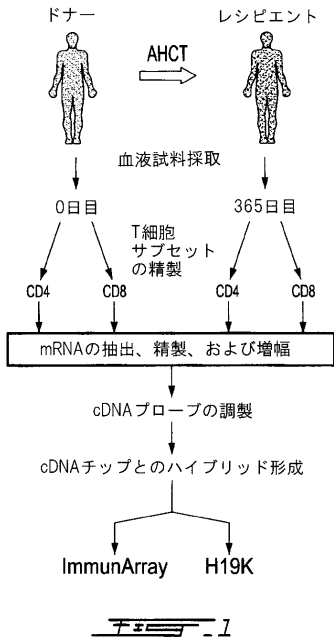 ドナー
レシピエント
AHCT
血液試料採取
0日目
365日目
T細胞
サブセット
の精製
CD4
CD8
CD4
CD8
mRNAの抽出、精製、および増幅
cDNAプローブの調製
cDNAチップとのハイブリッド形成
ImmunArray
H19K